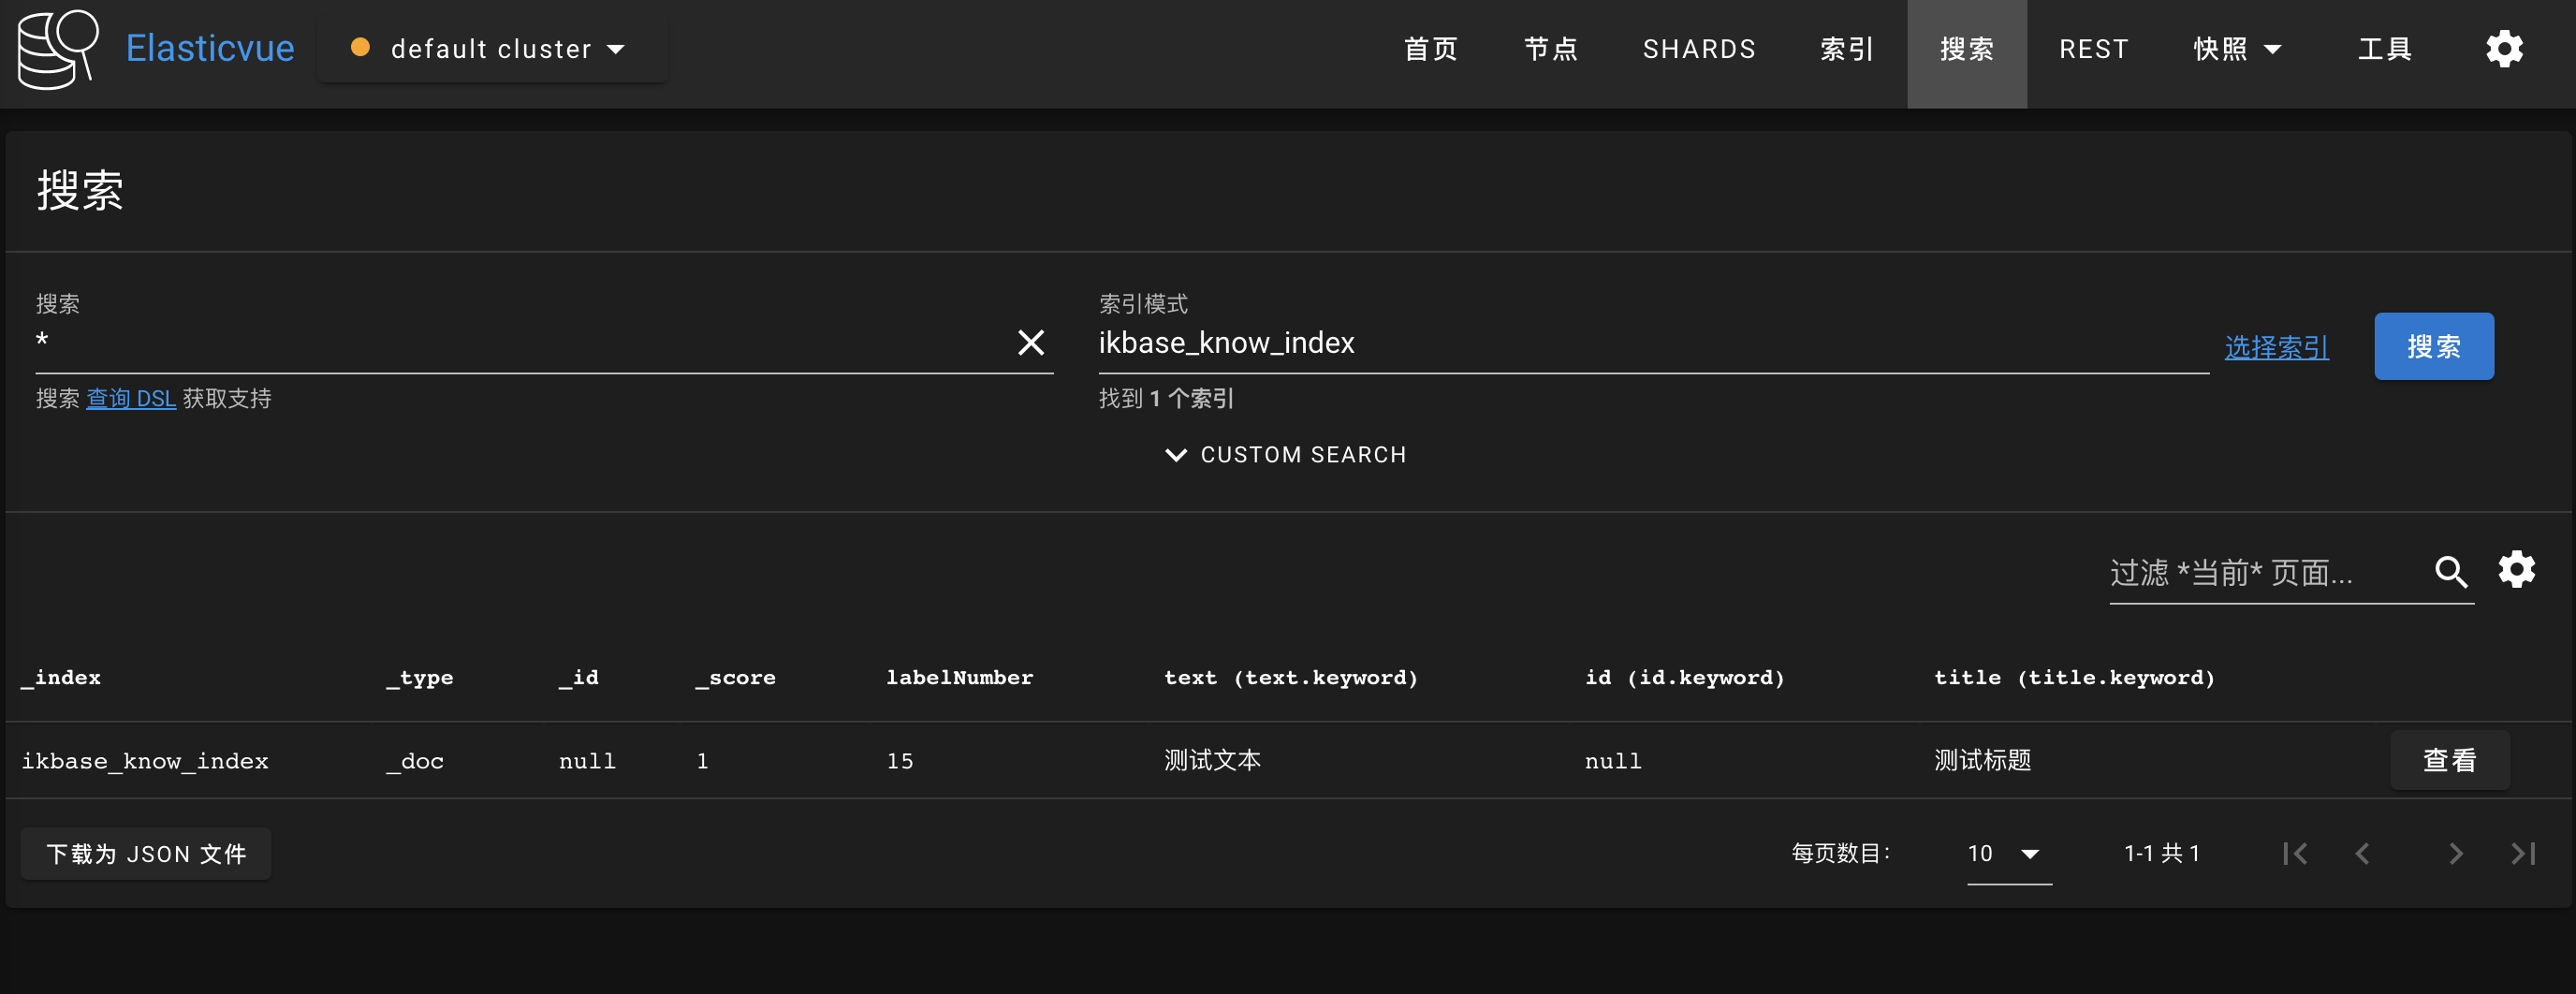 Elasticvue default cluster 首页 节点 SHARDS 索引 搜索 REST 快照 工具
搜索
搜索 索引模式
* ikbase_know_index 选择索引 搜索
搜索 查询 DSL 获取支持 找到 1 个索引
CUSTOM SEARCH
过滤 *当前* 页面...
_index _type _id _score labelNumber text (text.keyword) id (id.keyword) title (title.keyword)
ikbase_know_index _doc null 1 15 测试文本 null 测试标题 查看
下载为 JSON 文件 每页数目： 10 1-1 共 1